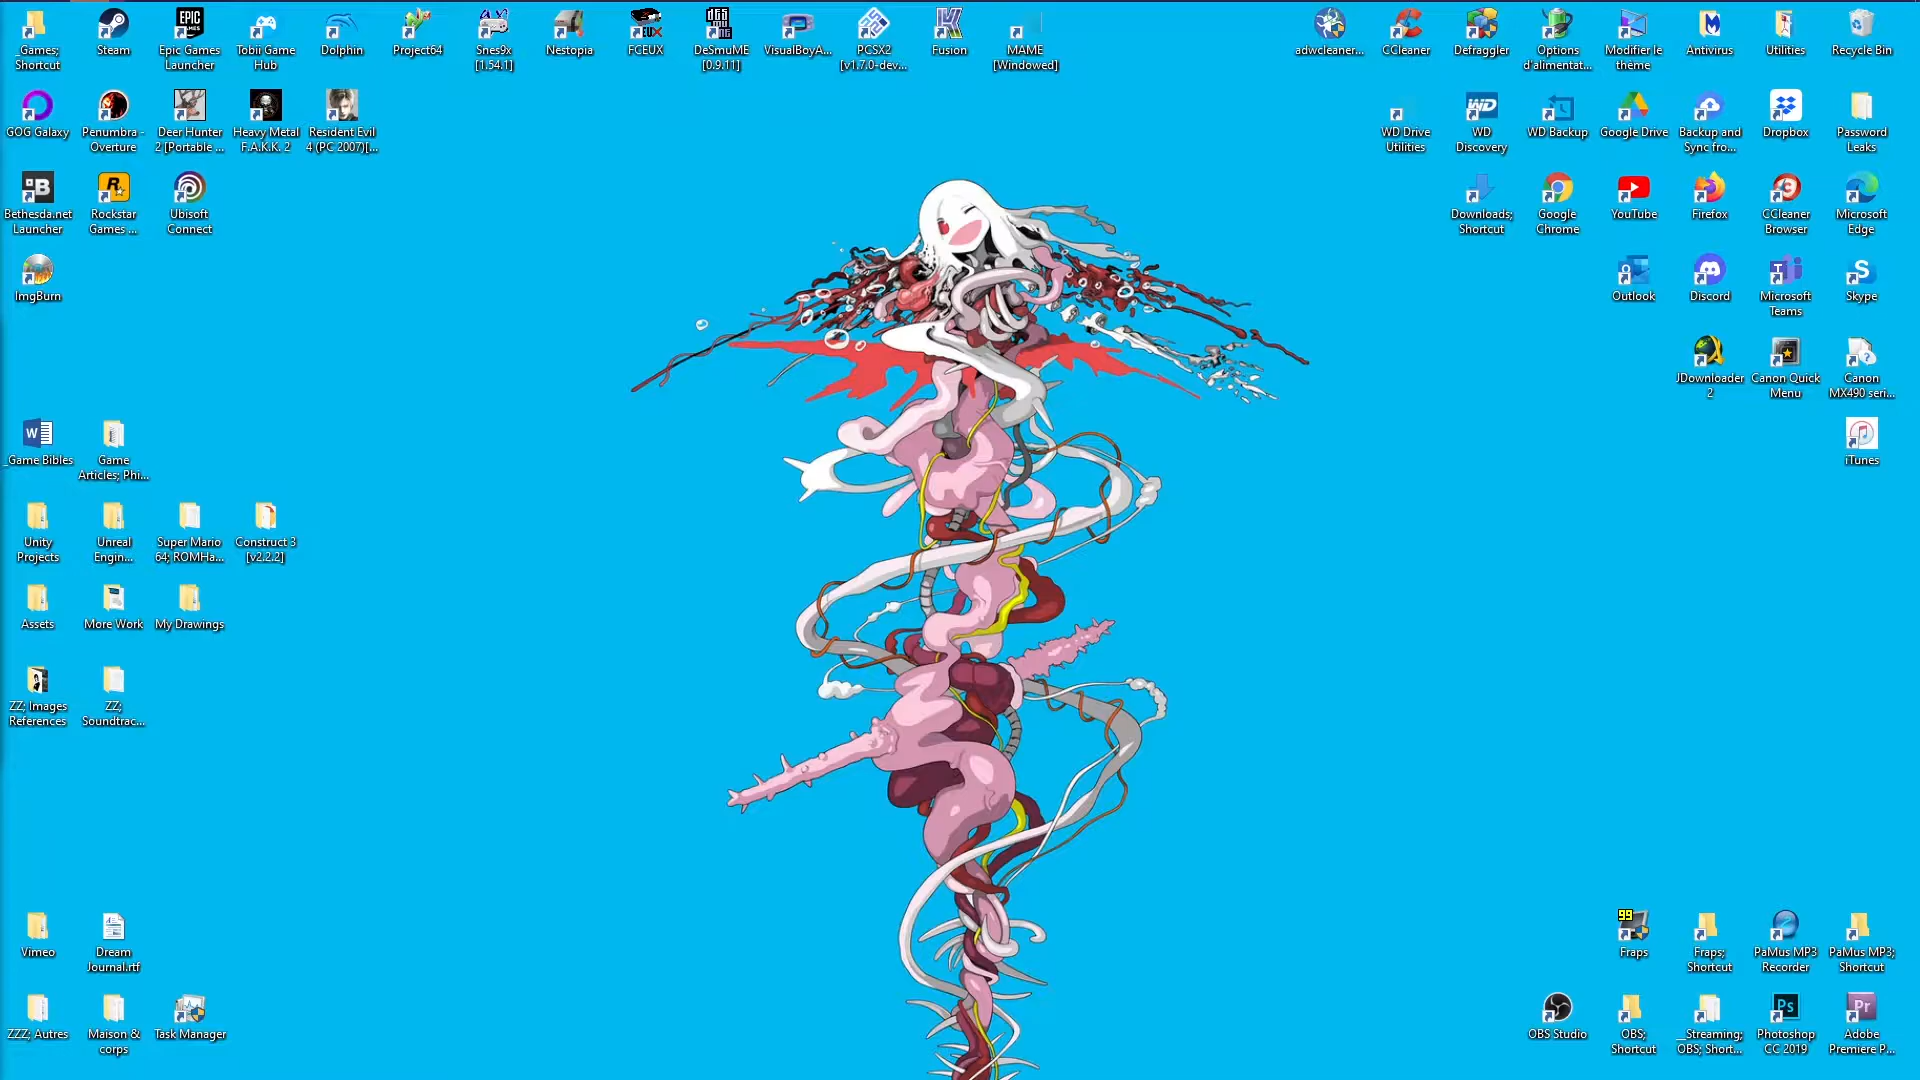 _Games;
Shortcut
Steam
Epic Games
Launcher
Tobii Game
Hub
Dolphin
Project64
Snes9x
[1.54.1]
Nestopia
FCEUX
DeSmuME
[0.9.11]
VisualBoyA...
PCSX2
[v1.7.0-dev...
Fusion
MAME
[Windowed]
adwcleaner...
CCleaner
Defraggler
Options
d'alimentat...
Modifier le
thème
Antivirus
Utilities
Recycle Bin
GOG Galaxy
Penumbra -
Overture
Deer Hunter
2 [Portable ...
Heavy Metal
F.A.K.K. 2
Resident Evil
4 (PC 2007)[...
WD Drive
Utilities
WD
Discovery
WD Backup
Google Drive
Backup and
Sync fro...
Dropbox
Password
Leaks
Bethesda.net
Launcher
Rockstar
Games ...
Ubisoft
Connect
Downloads;
Shortcut
Google
Chrome
YouTube
Firefox
CCleaner
Browser
Microsoft
Edge
ImgBurn
Outlook
Discord
Microsoft
Teams
Skype
JDownloader
2
Canon Quick
Menu
Canon
MX490 seri...
_Game Bibles
Game
Articles; Phi...
iTunes
Unity
Projects
Unreal
Engin...
Super Mario
64; ROMHa...
Construct 3
[v2.2.2]
Assets
More Work
My Drawings
ZZ; Images
References
ZZ;
Soundtrac...
Vimeo
Dream
Journal.rtf
99
Fraps
Fraps;
Shortcut
PaMus MP3
Recorder
PaMus MP3;
Shortcut
ZZZ; Autres
Maison &
corps
Task Manager
OBS Studio
OBS;
Shortcut
__Streaming;
OBS; Short...
Photoshop
CC 2019
Adobe
Premiere P...